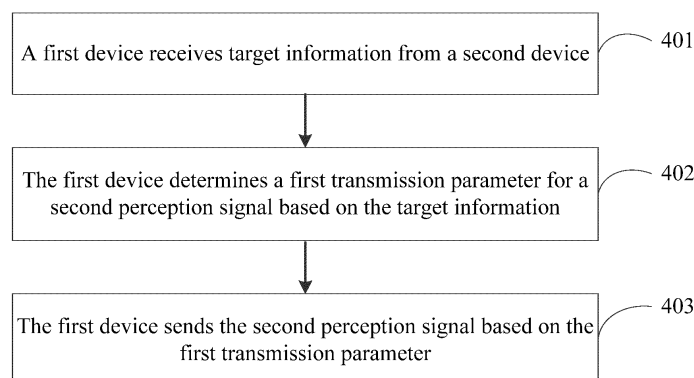 A first device receives target information from a second device
401
The first device determines a first transmission parameter for a
second perception signal based on the target information
402
The first device sends the second perception signal based on the
first transmission parameter
403